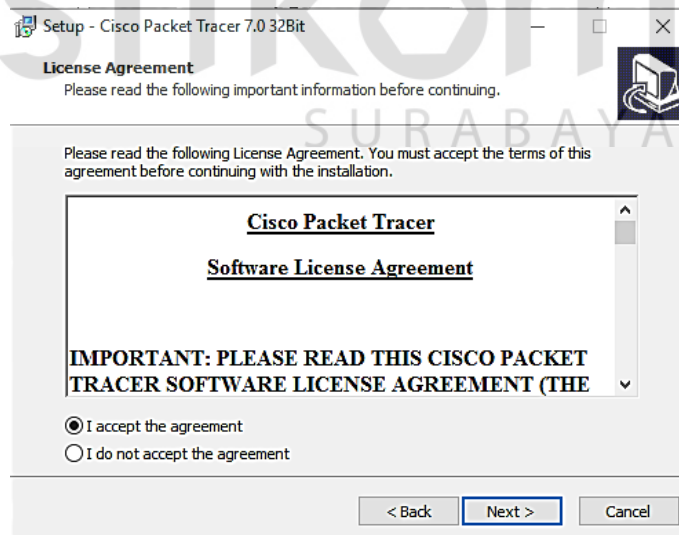 Setup - Cisco Packet Tracer 7.0 32Bit
License Agreement
Please read the following important information before continuing.
SURABAYA
Please read the following License Agreement. You must accept the terms of this
agreement before continuing with the installation.
Cisco Packet Tracer
Software License Agreement
IMPORTANT: PLEASE READ THIS CISCO PACKET
TRACER SOFTWARE LICENSE AGREEMENT (THE
I accept the agreement
I do not accept the agreement
< Back Next > Cancel